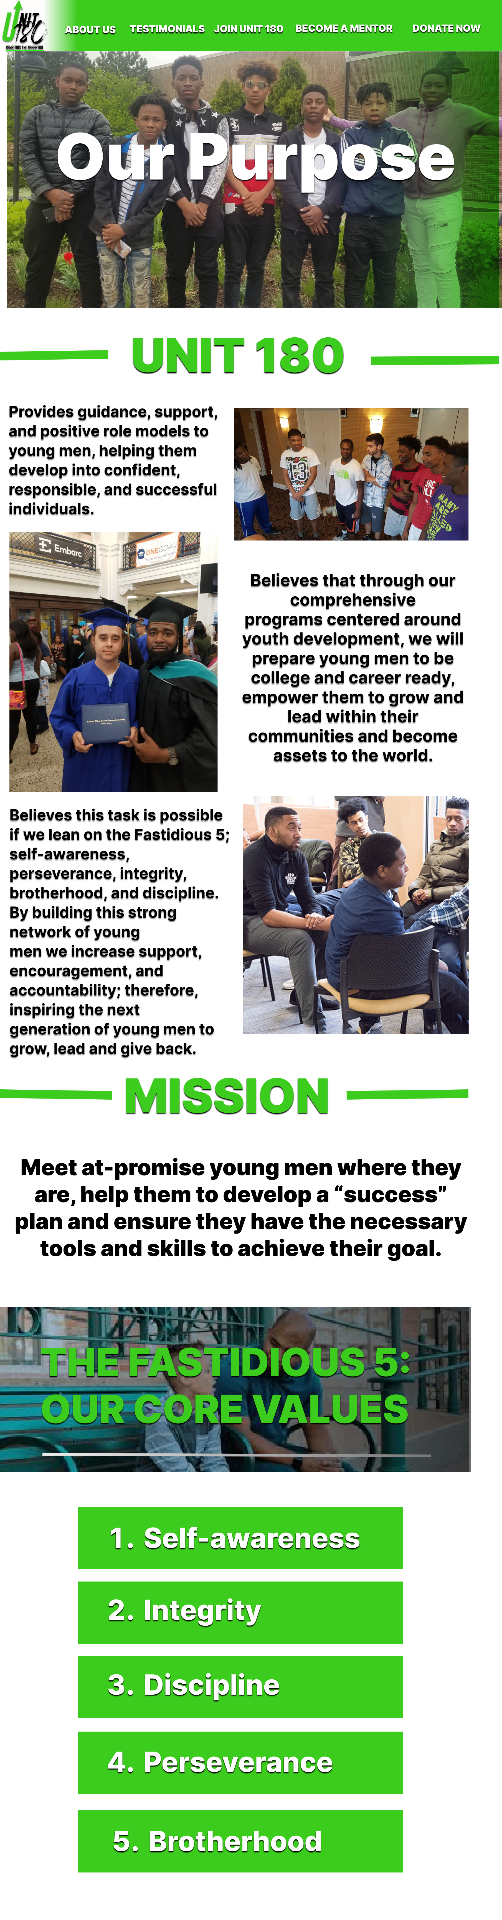 UNIT
180
ABOUT US
TESTIMONIALS
JOIN UNIT 180
BECOME A MENTOR
DONATE NOW
Our Purpose
UNIT 180
Provides guidance, support,
and positive role models to
young men, helping them
develop into confident,
responsible, and successful
individuals.
Embarc
ONEGOAL
Believes that through our
comprehensive
programs centered around
youth development, we will
prepare young men to be
college and career ready,
empower them to grow and
lead within their
communities and become
assets to the world.
Believes this task is possible
if we lean on the Fastidious 5;
self-awareness,
perseverance, integrity,
brotherhood, and discipline.
By building this strong
network of young
men we increase support,
encouragement, and
accountability; therefore,
inspiring the next
generation of young men to
grow, lead and give back.
MISSION
Meet at-promise young men where they
are, help them to develop a “success”
plan and ensure they have the necessary
tools and skills to achieve their goal.
THE FASTIDIOUS 5:
OUR CORE VALUES
1. Self-awareness
2. Integrity
3. Discipline
4. Perseverance
5. Brotherhood